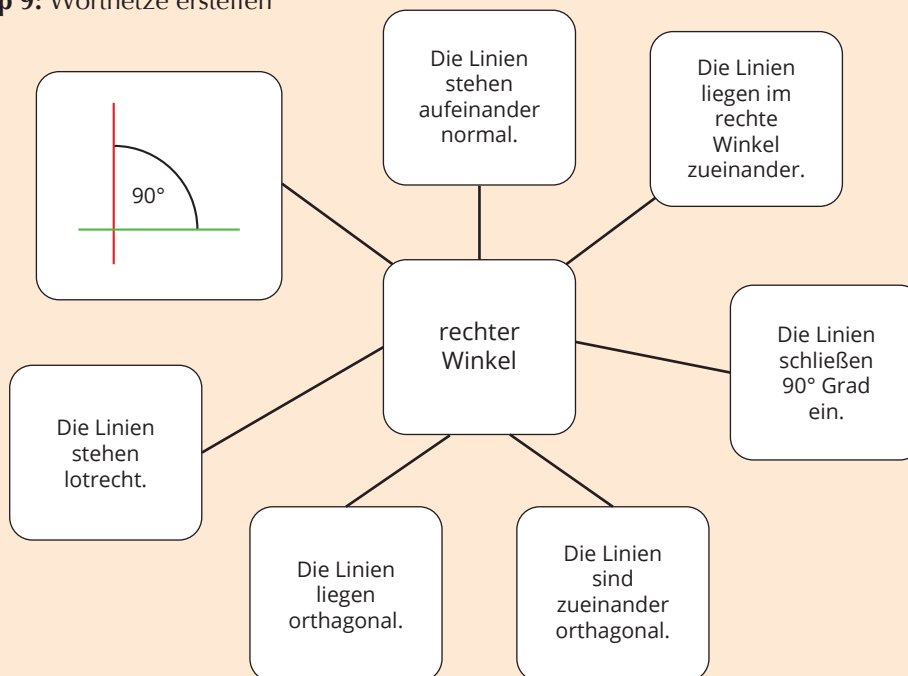 9: Wortnetze erstellen
Die Linien
stehen
aufeinander
normal.
Die Linien
liegen im
rechte
Winkel
zueinander.
90°
rechter
Winkel
Die Linien
schließen
90° Grad
ein.
Die Linien
stehen
lotrecht.
Die Linien
liegen
orthagonal.
Die Linien
sind
zueinander
orthagonal.